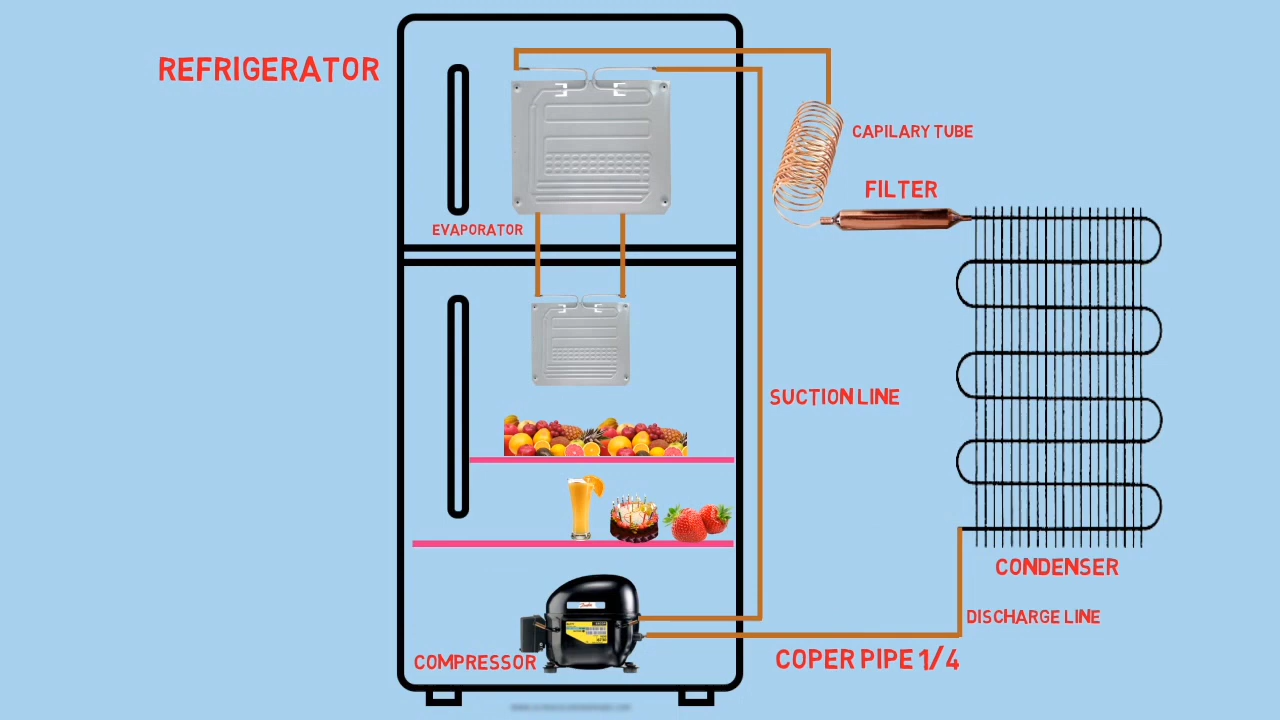 REFRIGERATOR
CAPILARY TUBE
FILTER
EVAPORATOR
SUCTION LINE
CONDENSER
DISCHARGE LINE
COMPRESSOR
COPER PIPE 1/4